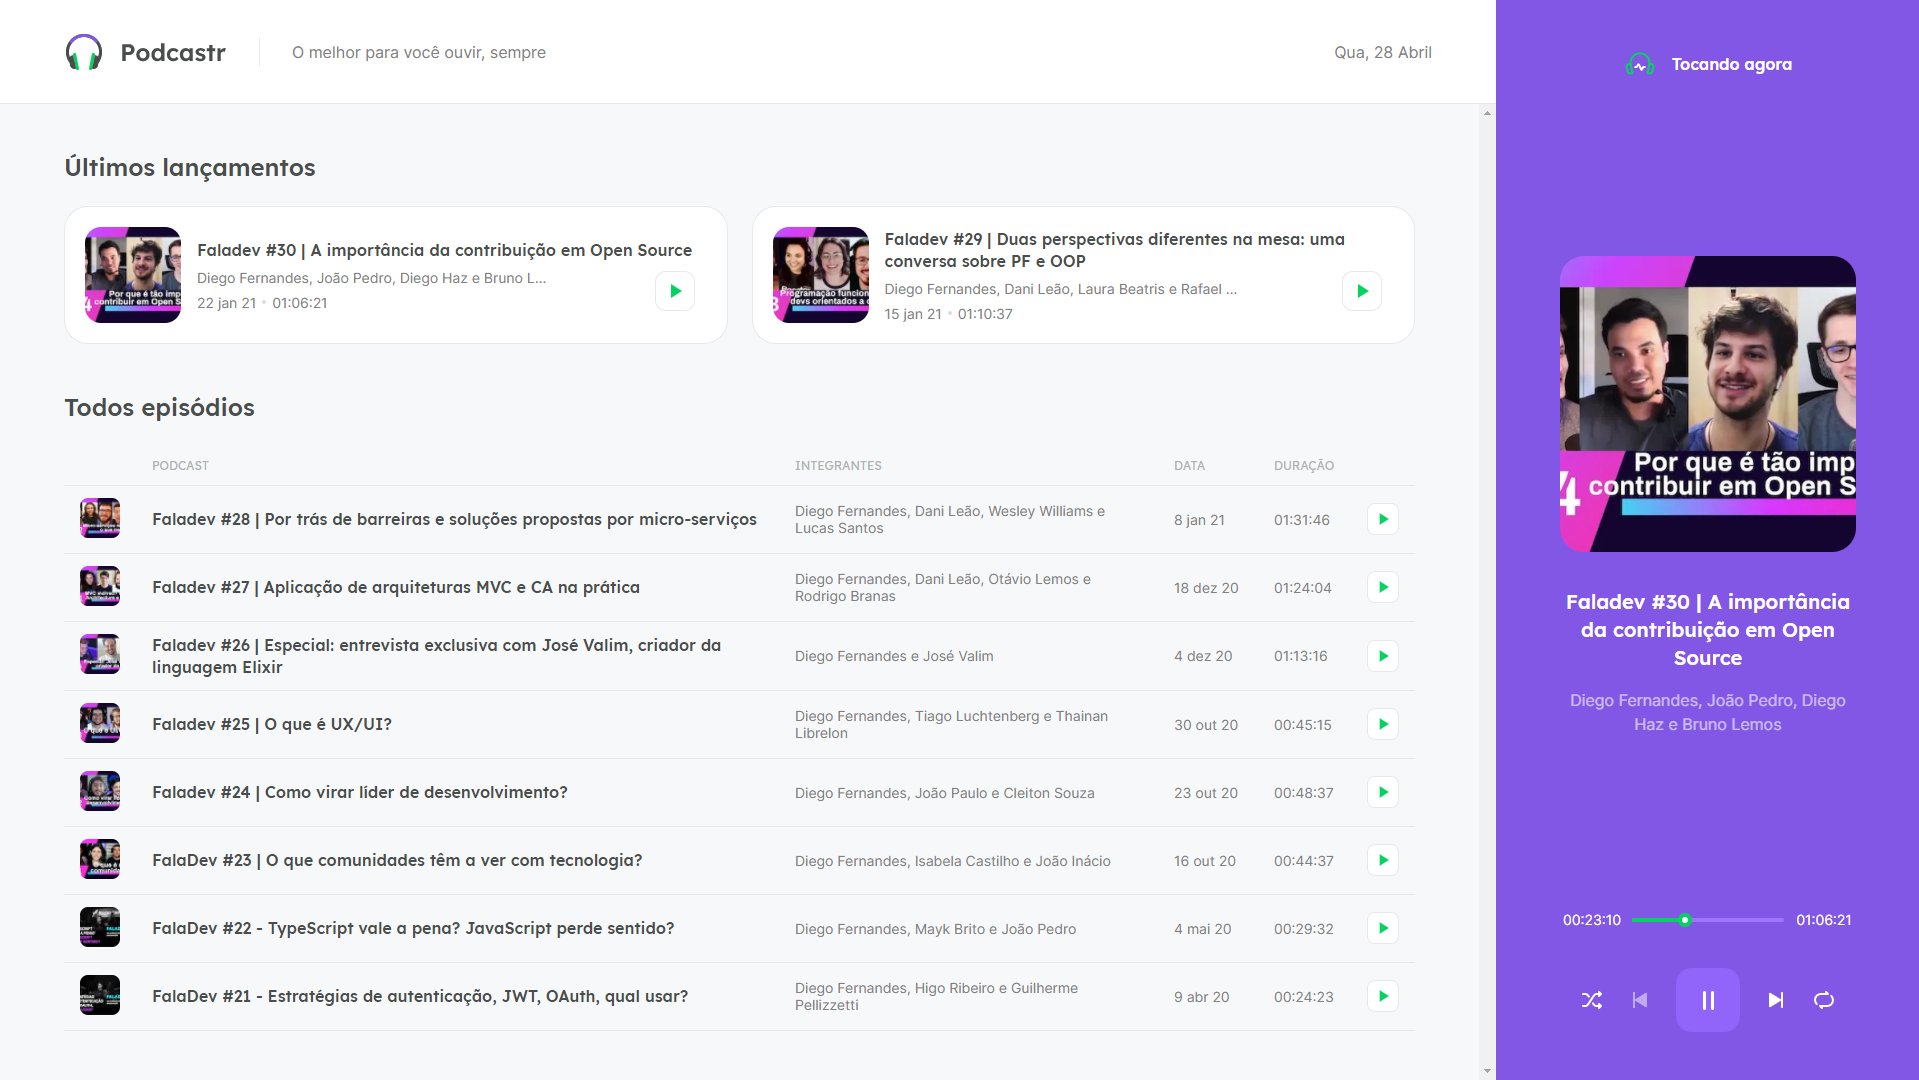 Podcastr
O melhor para você ouvir, sempre
Qua, 28 Abril
Últimos lançamentos
Faladev #30 | A importância da contribuição em Open Source
Diego Fernandes, João Pedro, Diego Haz e Bruno L...
22 jan 21 • 01:06:21
Faladev #29 | Duas perspectivas diferentes na mesa: uma
conversa sobre PF e OOP
Diego Fernandes, Dani Leão, Laura Beatris e Rafael ...
15 jan 21 • 01:10:37
Todos episódios
PODCAST INTEGRANTES DATA DURAÇÃO
Faladev #28 | Por trás de barreiras e soluções propostas por micro-serviços
Diego Fernandes, Dani Leão, Wesley Williams e
Lucas Santos
8 jan 21
01:31:46
Faladev #27 | Aplicação de arquiteturas MVC e CA na prática
Diego Fernandes, Dani Leão, Otávio Lemos e
Rodrigo Branas
18 dez 20
01:24:04
Faladev #26 | Especial: entrevista exclusiva com José Valim, criador da
linguagem Elixir
Diego Fernandes e José Valim
4 dez 20
01:13:16
Faladev #25 | O que é UX/UI?
Diego Fernandes, Tiago Luchtenberg e Thainan
Librelon
30 out 20
00:45:15
Faladev #24 | Como virar líder de desenvolvimento?
Diego Fernandes, João Paulo e Cleiton Souza
23 out 20
00:48:37
FalaDev #23 | O que comunidades têm a ver com tecnologia?
Diego Fernandes, Isabela Castilho e João Inácio
16 out 20
00:44:37
FalaDev #22 - TypeScript vale a pena? JavaScript perde sentido?
Diego Fernandes, Mayk Brito e João Pedro
4 mai 20
00:29:32
FalaDev #21 - Estratégias de autenticação, JWT, OAuth, qual usar?
Diego Fernandes, Higo Ribeiro e Guilherme
Pellizzetti
9 abr 20
00:24:23
Tocando agora
Por que é tão imp
4 contribuir em Open S
Faladev #30 | A importância
da contribuição em Open
Source
Diego Fernandes, João Pedro, Diego
Haz e Bruno Lemos
00:23:10
01:06:21